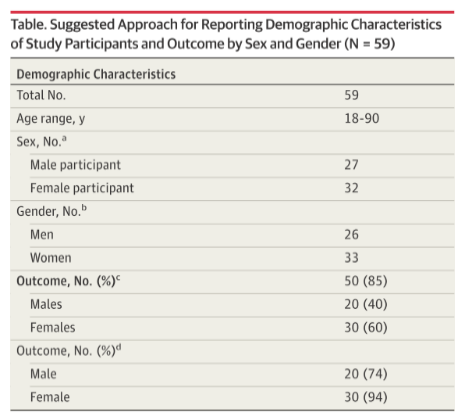 Table. Suggested Approach for Reporting Demographic Characteristics
of Study Participants and Outcome by Sex and Gender (N = 59)
Demographic Characteristics
Total No. 59
Age range, y 18-90
Sex, No.ᵃ
Male participant 27
Female participant 32
Gender, No.ᵇ
Men 26
Women 33
Outcome, No. (%)ᶜ 50 (85)
Males 20 (40)
Females 30 (60)
Outcome, No. (%)ᵈ
Male 20 (74)
Female 30 (94)